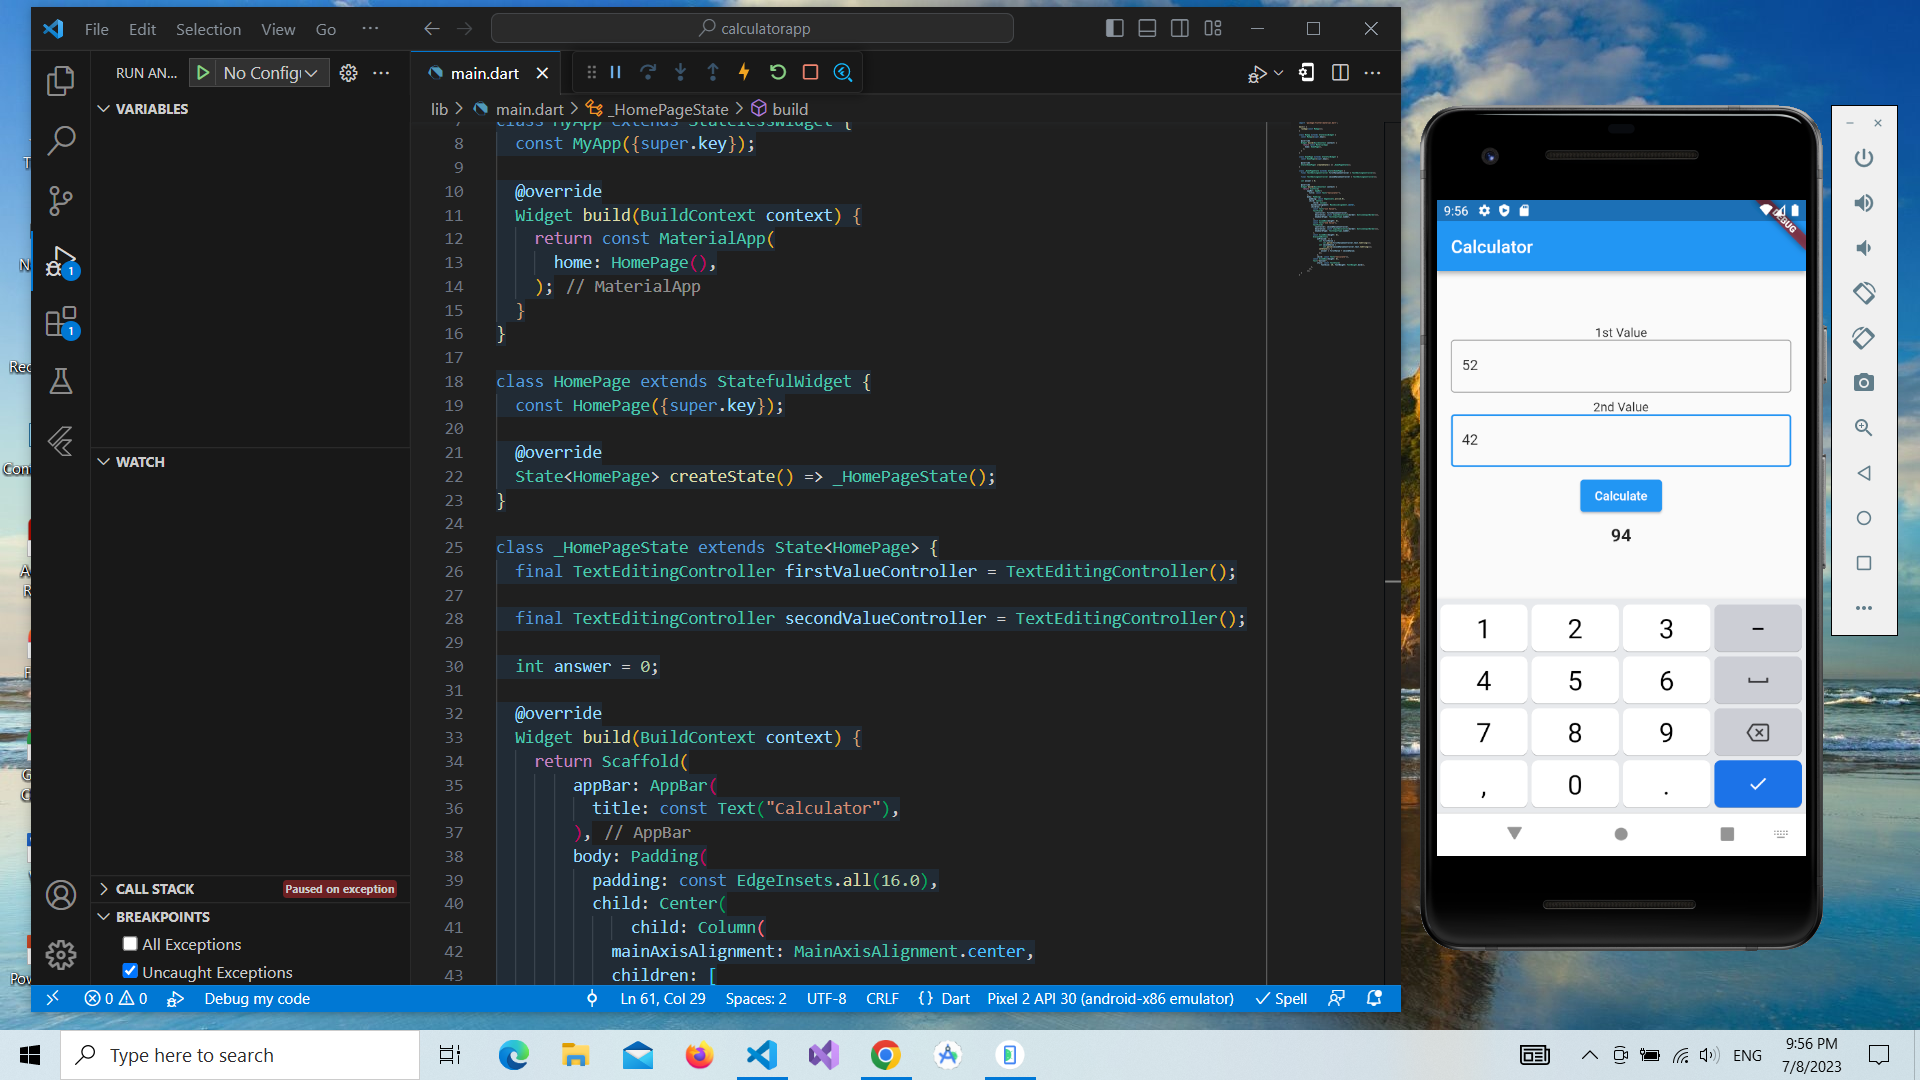 File Edit Selection View Go ···
calculatorapp
RUN AN... No Config
main.dart
lib > main.dart > _HomePageState > build
VARIABLES
WATCH
CALL STACK Paused on exception
BREAKPOINTS
All Exceptions
Uncaught Exceptions
class MyApp extends StatelessWidget {
8 const MyApp({super.key});
9
10 @override
11 Widget build(BuildContext context) {
12 return const MaterialApp(
13 home: HomePage(),
14 ); // MaterialApp
15 }
16 }
17
18 class HomePage extends StatefulWidget {
19 const HomePage({super.key});
20
21 @override
22 State<HomePage> createState() => _HomePageState();
23 }
24
25 class _HomePageState extends State<HomePage> {
26 final TextEditingController firstValueController = TextEditingController();
27
28 final TextEditingController secondValueController = TextEditingController();
29
30 int answer = 0;
31
32 @override
33 Widget build(BuildContext context) {
34 return Scaffold(
35 appBar: AppBar(
36 title: const Text("Calculator"),
37 ), // AppBar
38 body: Padding(
39 padding: const EdgeInsets.all(16.0),
40 child: Center(
41 child: Column(
42 mainAxisAlignment: MainAxisAlignment.center,
43 children: [
0 0 Debug my code
Ln 61, Col 29 Spaces: 2 UTF-8 CRLF {} Dart Pixel 2 API 30 (android-x86 emulator) Spell
9:56
DEBUG
Calculator
1st Value
52
2nd Value
42
Calculate
94
1 2 3 −
4 5 6
7 8 9
, 0 .
Type here to search
ENG
9:56 PM
7/8/2023